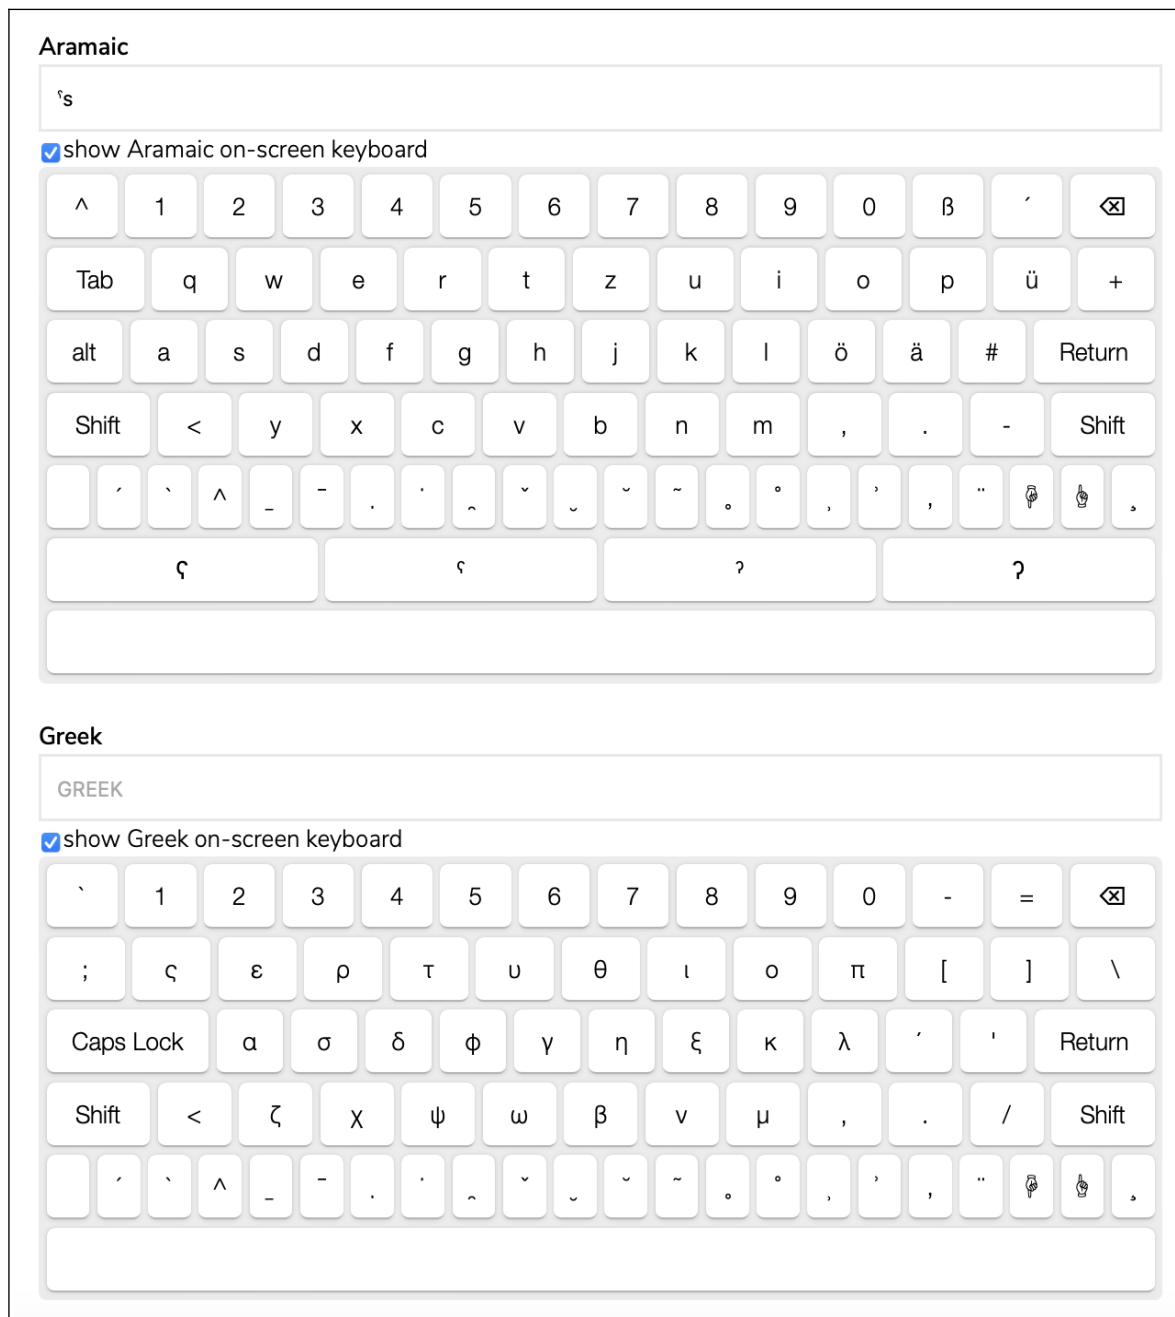 Aramaic
ˤs
show Aramaic on-screen keyboard
^ 1 2 3 4 5 6 7 8 9 0 ß ´ ⌫
Tab q w e r t z u i o p ü +
alt a s d f g h j k l ö ä # Return
Shift < y x c v b n m , . - Shift
´ ` ^ _ ¯ . ˙ ˇ ˘ ˜ ° , ¨ ☟ ☝ ¸
ʕ ˤ ˀ ʔ
Greek
GREEK
show Greek on-screen keyboard
` 1 2 3 4 5 6 7 8 9 0 - = ⌫
; ς ε ρ τ υ θ ι ο π [ ] \
Caps Lock α σ δ φ γ η ξ κ λ ´ ' Return
Shift < ζ χ ψ ω β ν μ , . / Shift
´ ` ^ _ ¯ . ˙ ˇ ˘ ˜ ° , ¨ ☟ ☝ ¸